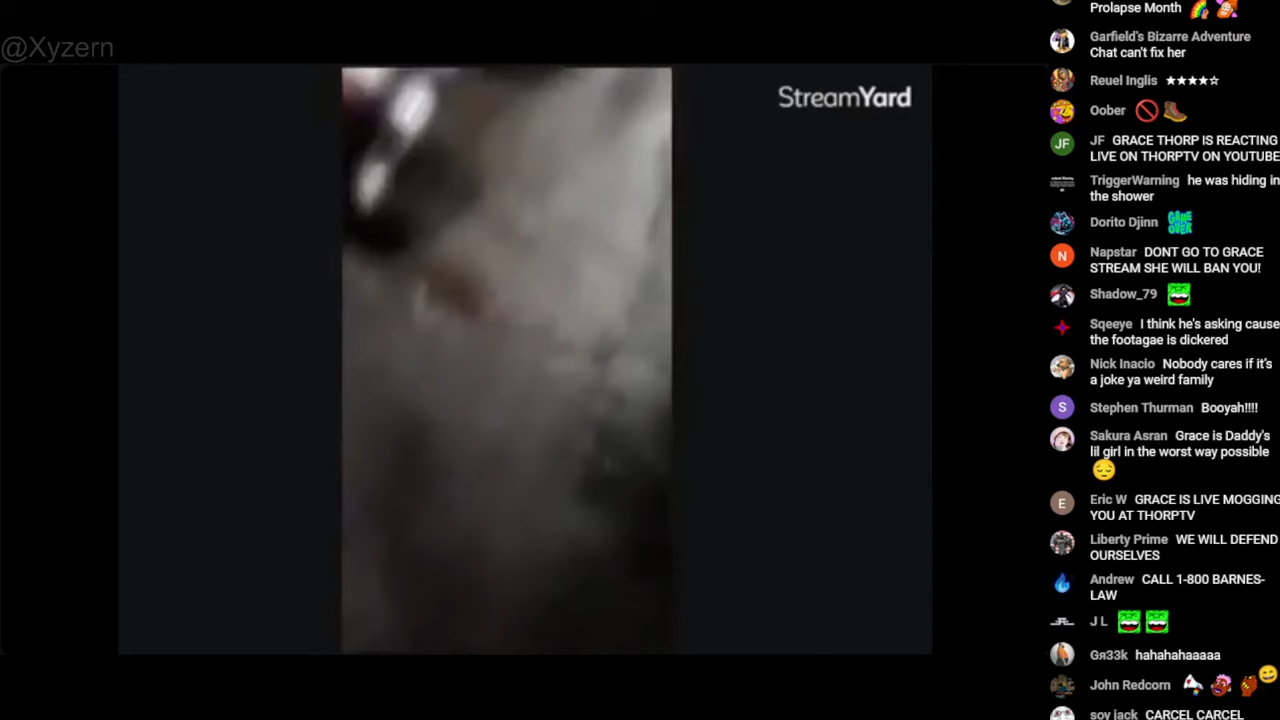 @Xyzern
StreamYard
Prolapse Month
Garfield's Bizarre Adventure
Chat can't fix her
Reuel Inglis ★★★★☆
Oober
JF GRACE THORP IS REACTING
LIVE ON THORPTV ON YOUTUBE
TriggerWarning he was hiding in
the shower
Dorito Djinn GAME
OVER
Napstar DONT GO TO GRACE
STREAM SHE WILL BAN YOU!
Shadow_79
Sqeeye I think he's asking cause
the footagae is dickered
Nick Inacio Nobody cares if it's
a joke ya weird family
S Stephen Thurman Booyah!!!!
Sakura Asran Grace is Daddy's
lil girl in the worst way possible
E Eric W GRACE IS LIVE MOGGING
YOU AT THORPTV
Liberty Prime WE WILL DEFEND
OURSELVES
Andrew CALL 1-800 BARNES-
LAW
J L
Gя33k hahahahaaaaa
John Redcorn
soy jack CARCEL CARCEL